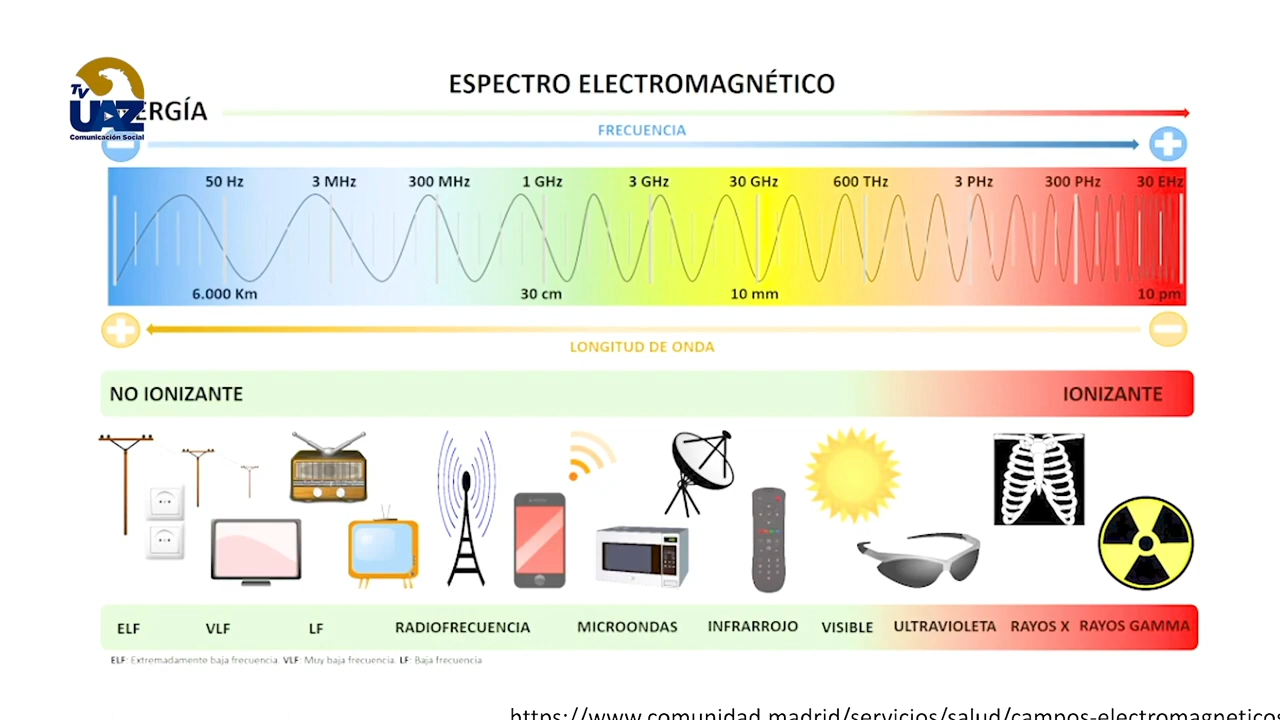 ESPECTRO ELECTROMAGNÉTICO
TV
UAZ
Comunicación Social
ERGÍA
FRECUENCIA
50 Hz 3 MHz 300 MHz 1 GHz 3 GHz 30 GHz 600 THz 3 PHz 300 PHz 30 EHz
6.000 Km 30 cm 10 mm 10 pm
LONGITUD DE ONDA
NO IONIZANTE IONIZANTE
ELF VLF LF RADIOFRECUENCIA MICROONDAS INFRARROJO VISIBLE ULTRAVIOLETA RAYOS X RAYOS GAMMA
ELF: Extremadamente baja frecuencia. VLF: Muy baja frecuencia. LF: Baja frecuencia
https://www.comunidad.madrid/servicios/salud/campos-electromagneticos